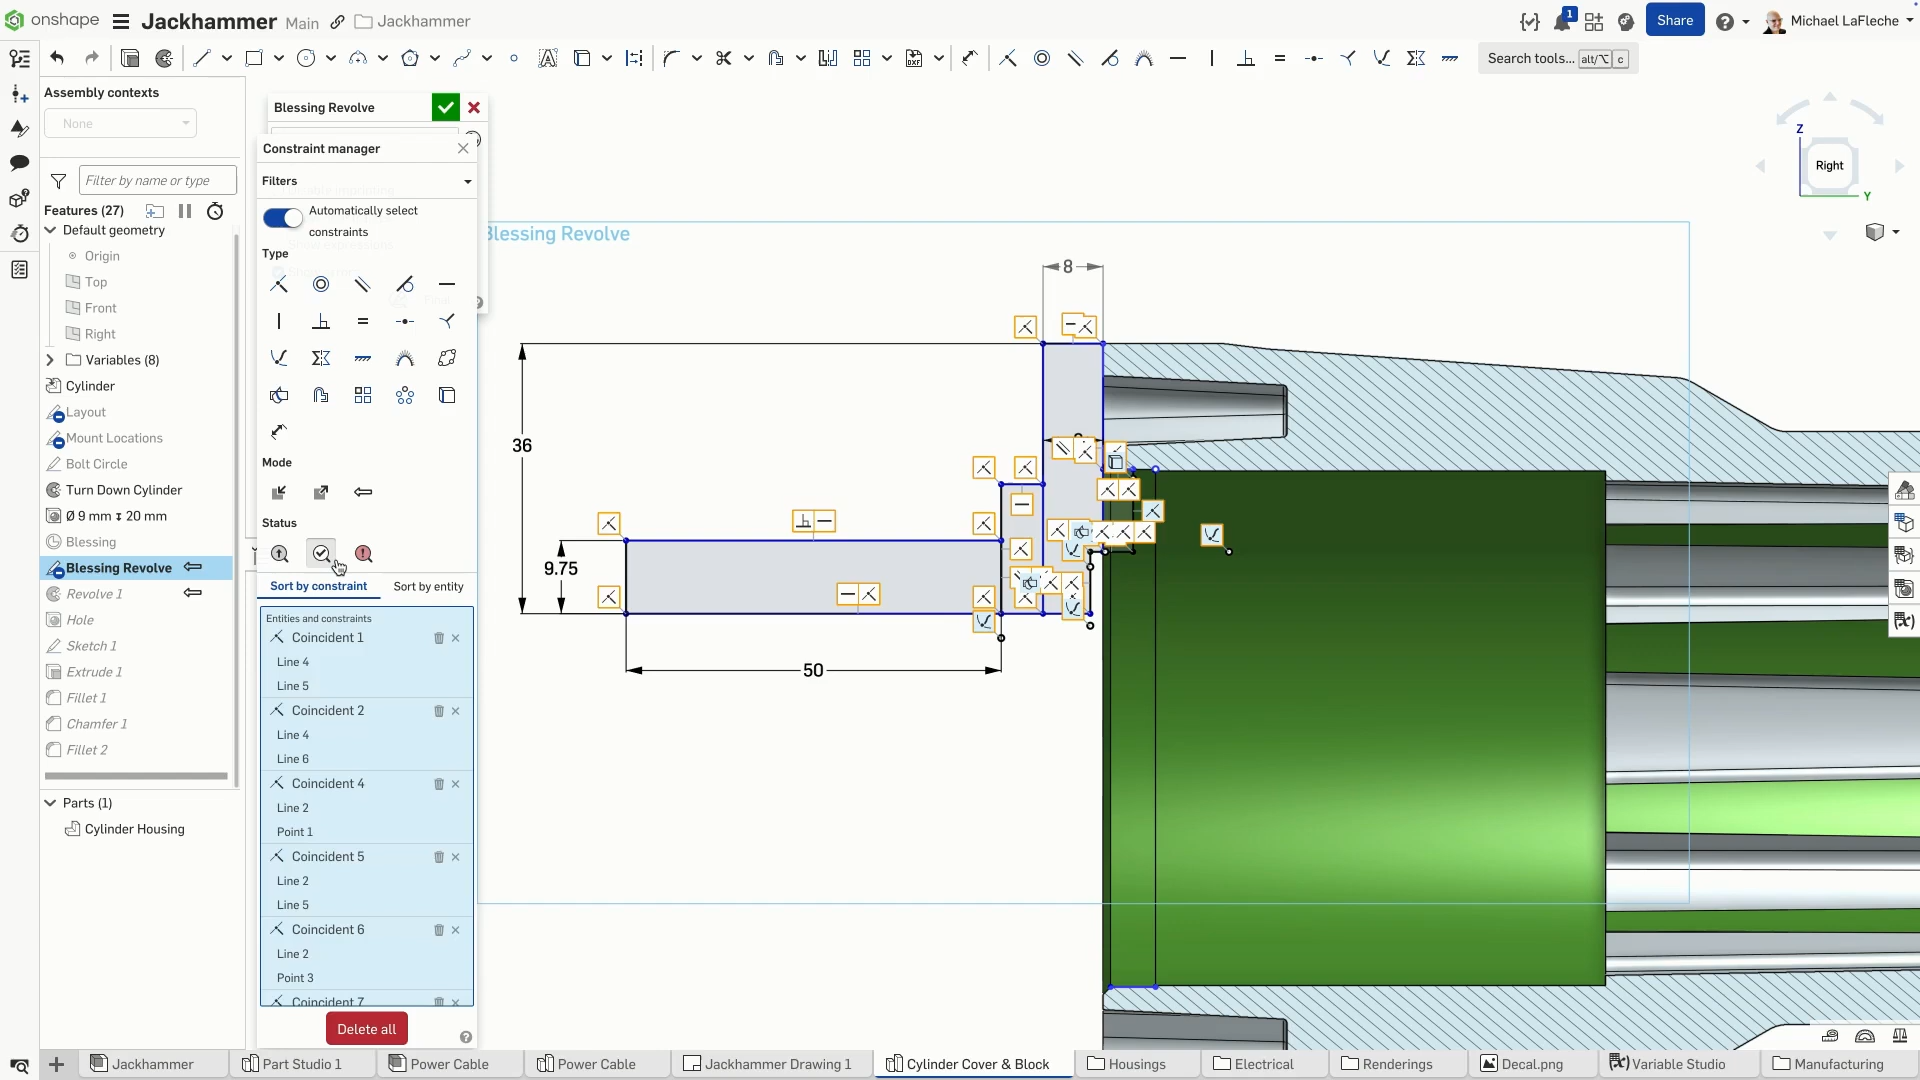 onshape
Jackhammer Main Jackhammer
1
Share
Michael LaFleche
Search tools... alt/⌥ c
Assembly contexts
None
Filter by name or type
Features (27)
Default geometry
Origin
Top
Front
Right
Variables (8)
Cylinder
Layout
Mount Locations
Bolt Circle
Turn Down Cylinder
Ø 9 mm ↧ 20 mm
Blessing
Blessing Revolve
Revolve 1
Hole
Sketch 1
Extrude 1
Fillet 1
Chamfer 1
Fillet 2
Parts (1)
Cylinder Housing
Blessing Revolve
Constraint manager
Filters
Automatically select
constraints
Type
Mode
Status
Sort by constraint Sort by entity
Entities and constraints
Coincident 1
Line 4
Line 5
Coincident 2
Line 4
Line 6
Coincident 4
Line 2
Point 1
Coincident 5
Line 2
Line 5
Coincident 6
Line 2
Point 3
Coincident 7
Delete all
Blessing Revolve
8
36
9.75
50
Z
Right
Y
Jackhammer
Part Studio 1
Power Cable
Power Cable
Jackhammer Drawing 1
Cylinder Cover & Block
Housings
Electrical
Renderings
Decal.png
Variable Studio
Manufacturing